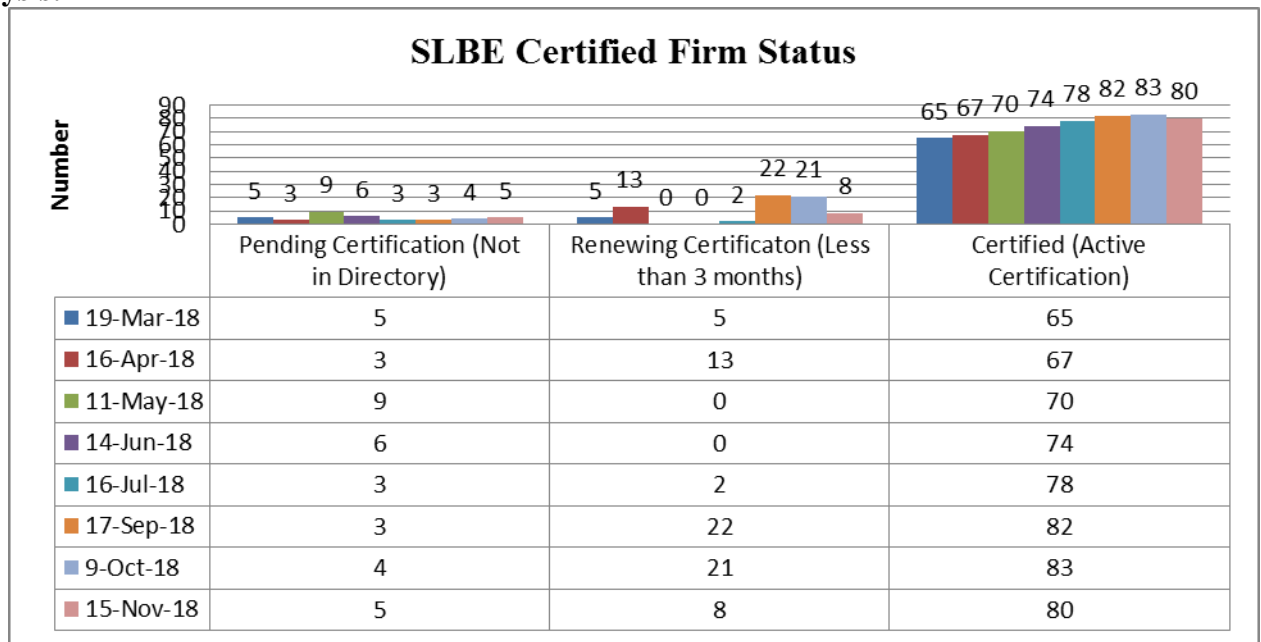 SLBE Certified Firm Status
Number
90
80
70
60
50
40
30
20
10
0
5 3 9 6 3 3 4 5 5 13 0 0 2 22 21 8 65 67 70 74 78 82 83 80
Pending Certification (Not in Directory)
Renewing Certificaton (Less than 3 months)
Certified (Active Certification)
19-Mar-18 5 5 65
16-Apr-18 3 13 67
11-May-18 9 0 70
14-Jun-18 6 0 74
16-Jul-18 3 2 78
17-Sep-18 3 22 82
9-Oct-18 4 21 83
15-Nov-18 5 8 80